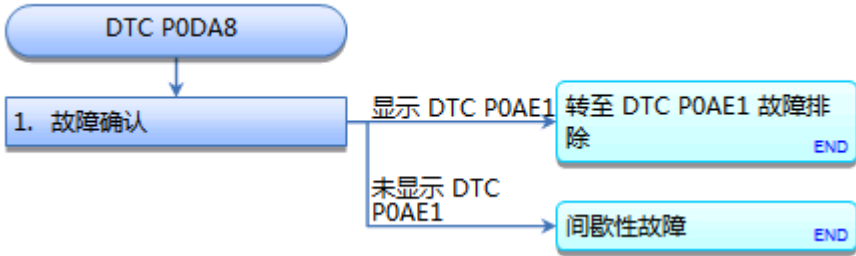 DTC P0DA8
1. 故障确认
显示 DTC P0AE1
转至 DTC P0AE1 故障排
除
END
未显示 DTC
P0AE1
间歇性故障
END